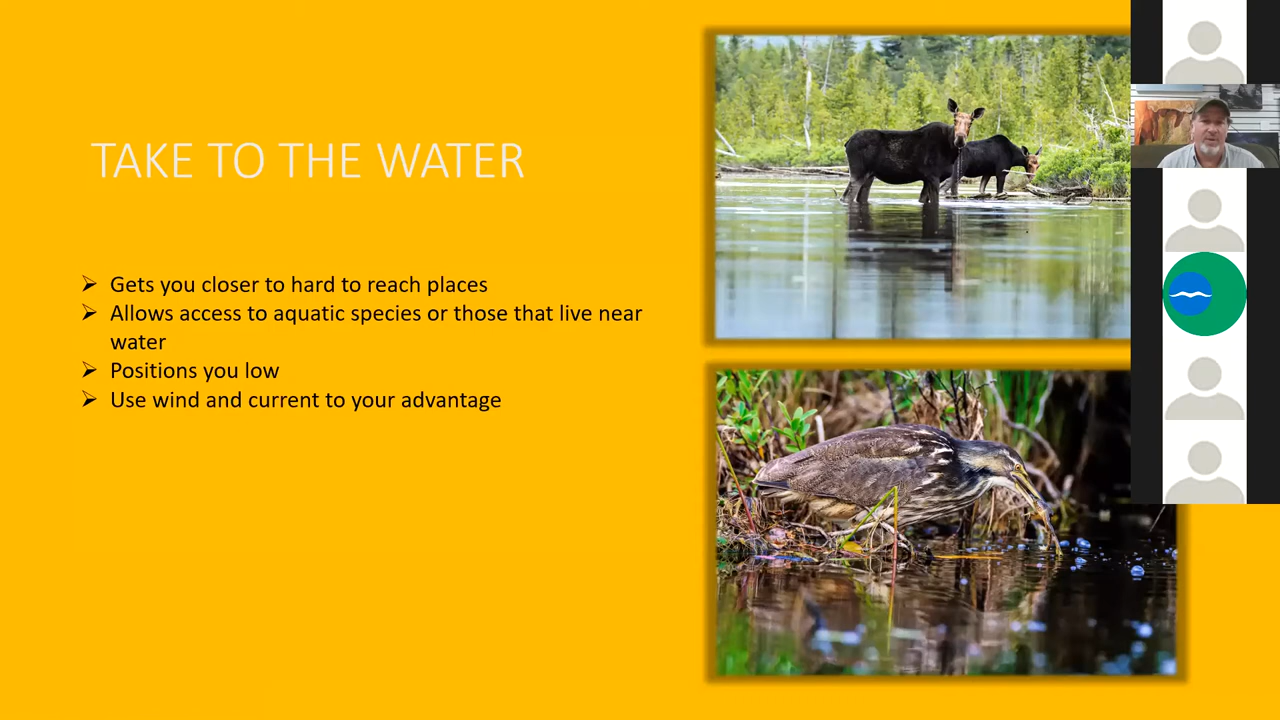 TAKE TO THE WATER
Gets you closer to hard to reach places
Allows access to aquatic species or those that live near
water
Positions you low
Use wind and current to your advantage